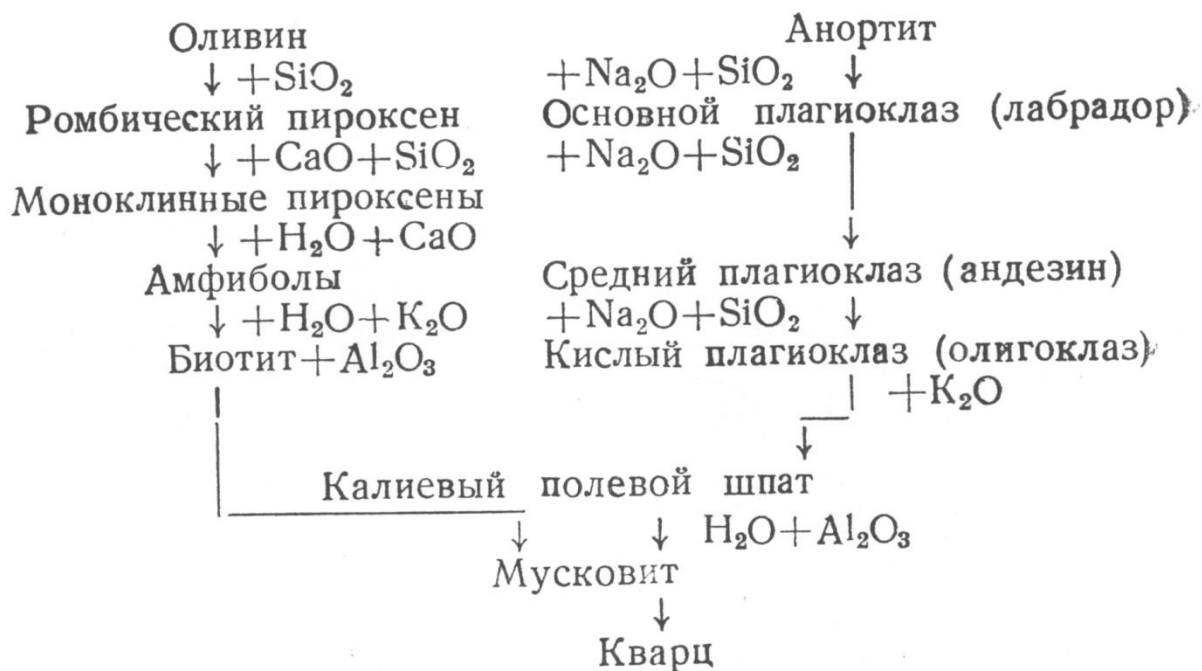 Оливин
↓ +SiO₂
Ромбический пироксен
↓ +CaO+SiO₂
Моноклинные пироксены
↓ +H₂O+CaO
Амфиболы
↓ +H₂O+K₂O
Биотит+Al₂O₃
Анортит
+Na₂O+SiO₂ ↓
Основной плагиоклаз (лабрадор)
+Na₂O+SiO₂
↓
Средний плагиоклаз (андезин)
+Na₂O+SiO₂ ↓
Кислый плагиоклаз (олигоклаз)
+K₂O
↓
Калиевый полевой шпат
↓ ↓ H₂O+Al₂O₃
Мусковит
↓
Кварц